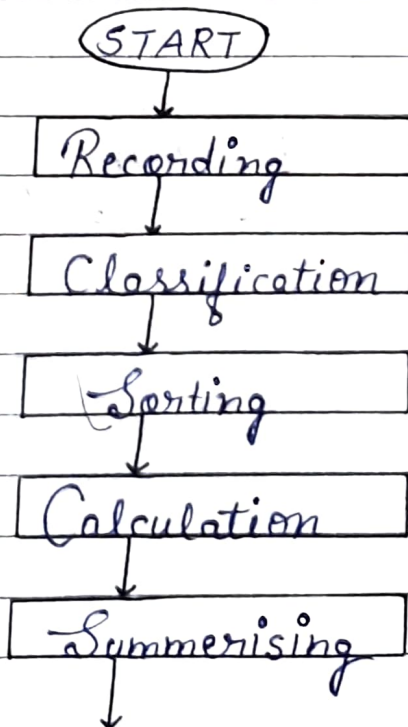 START
Recording
Classification
Sorting
Calculation
Summerising